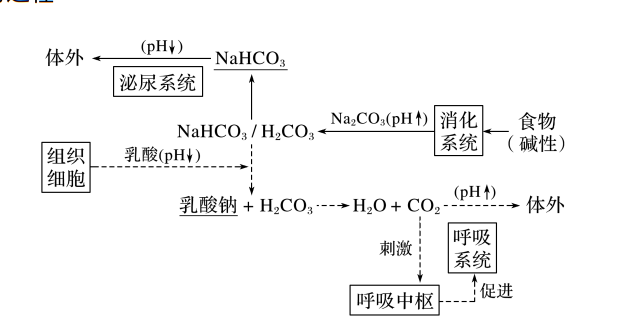 体外
(pH↓)
NaHCO₃
泌尿系统
NaHCO₃/H₂CO₃
Na₂CO₃(pH↑)
消化
系统
食物
(碱性)
组织
细胞
乳酸(pH↓)
乳酸钠 + H₂CO₃
H₂O + CO₂
(pH↑)
体外
刺激
呼吸
系统
呼吸中枢
促进